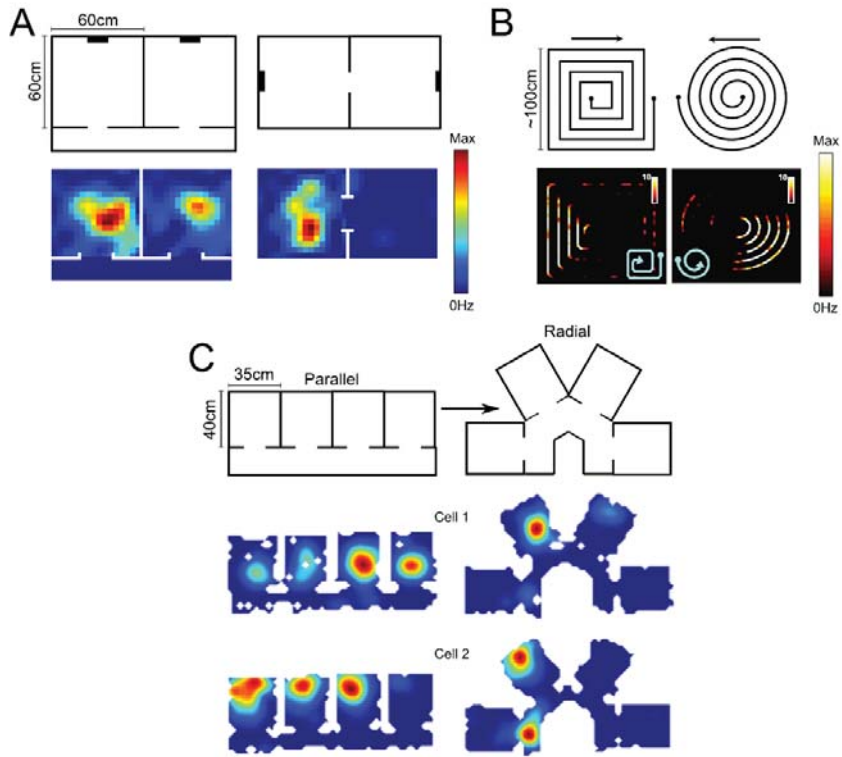 A
60cm
60cm
Max
0Hz
B
~100cm
10
10
Max
0Hz
C
35cm
Parallel
Radial
40cm
Cell 1
Cell 2